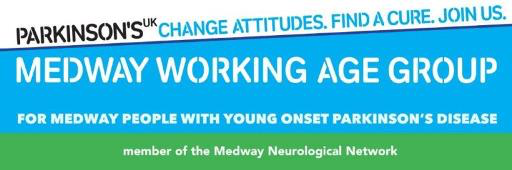 PARKINSON'S UK CHANGE ATTITUDES. FIND A CURE. JOIN US.
MEDWAY WORKING AGE GROUP
FOR MEDWAY PEOPLE WITH YOUNG ONSET PARKINSON'S DISEASE
member of the Medway Neurological Network